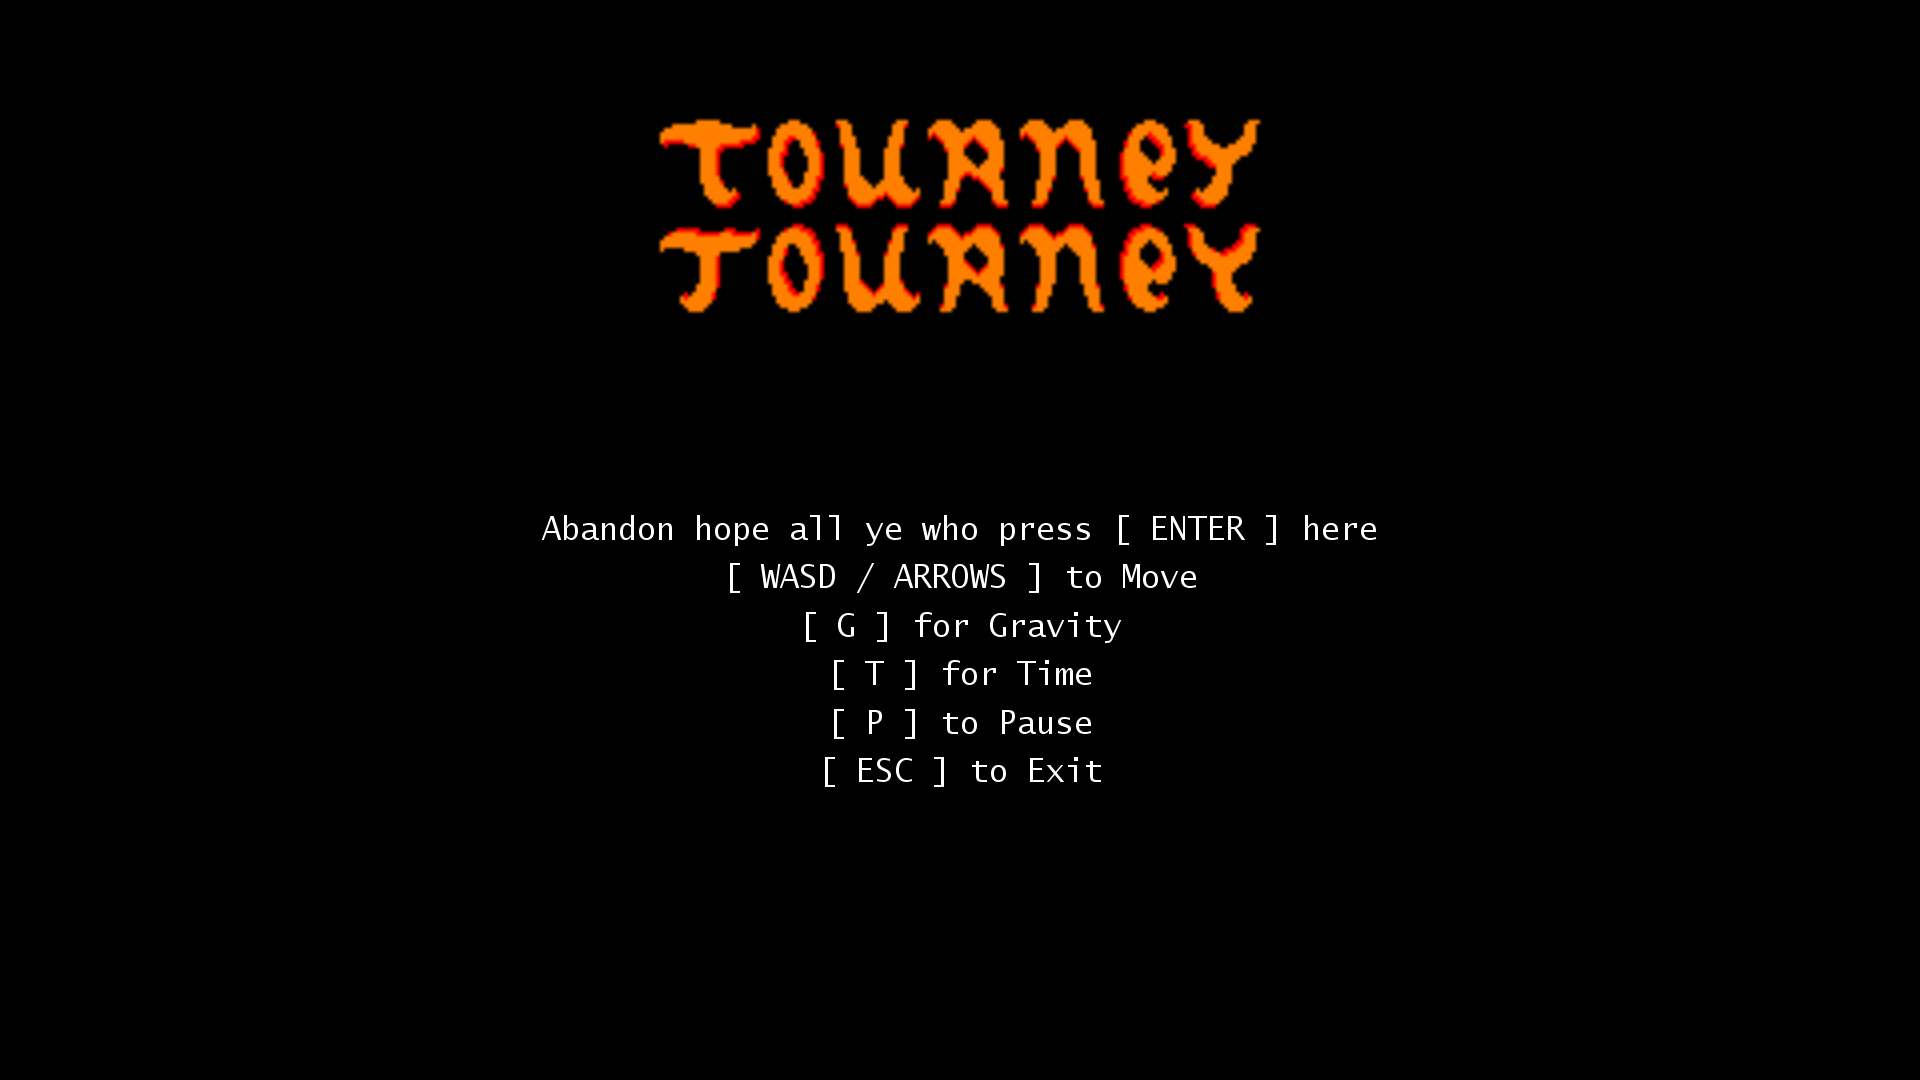 TOURNEY
JOURNEY
Abandon hope all ye who press [ ENTER ] here
[ WASD / ARROWS ] to Move
[ G ] for Gravity
[ T ] for Time
[ P ] to Pause
[ ESC ] to Exit